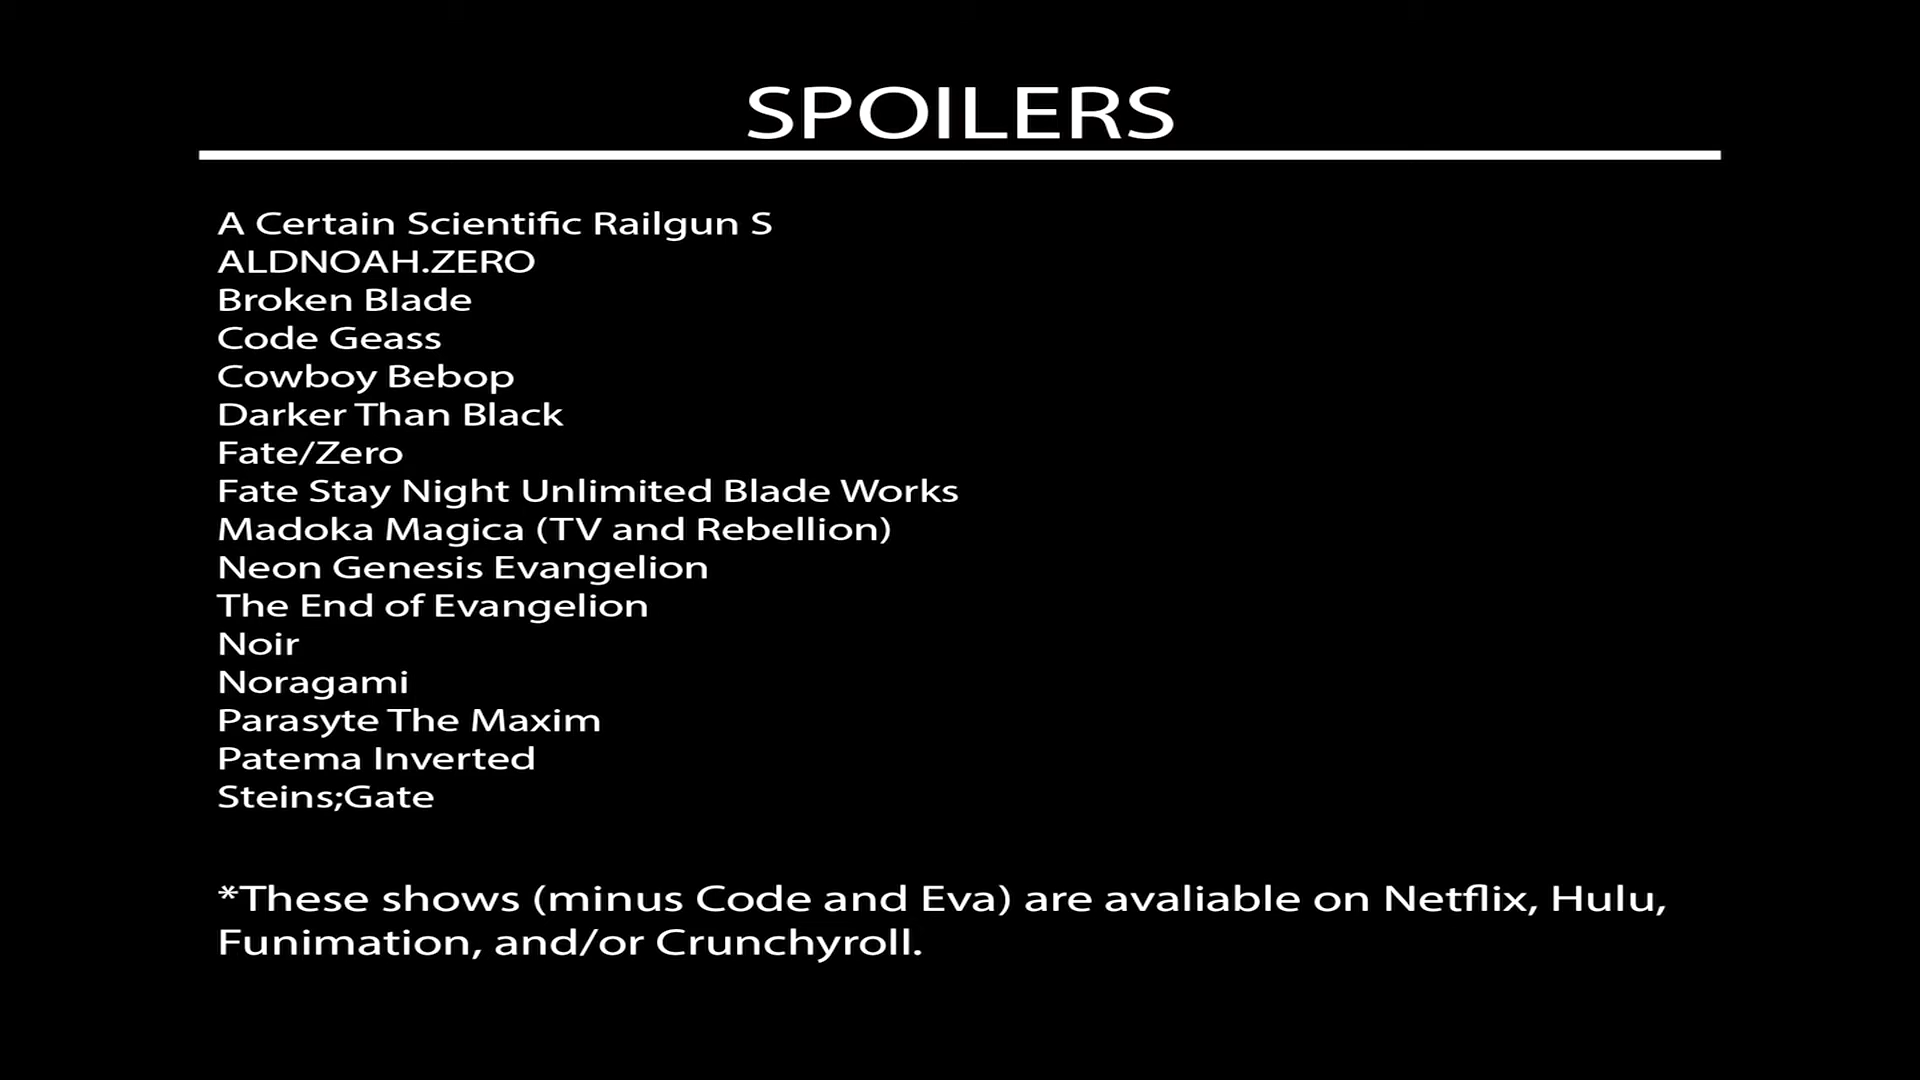 SPOILERS
A Certain Scientific Railgun S
ALDNOAH.ZERO
Broken Blade
Code Geass
Cowboy Bebop
Darker Than Black
Fate/Zero
Fate Stay Night Unlimited Blade Works
Madoka Magica (TV and Rebellion)
Neon Genesis Evangelion
The End of Evangelion
Noir
Noragami
Parasyte The Maxim
Patema Inverted
Steins;Gate
*These shows (minus Code and Eva) are avaliable on Netflix, Hulu,
Funimation, and/or Crunchyroll.